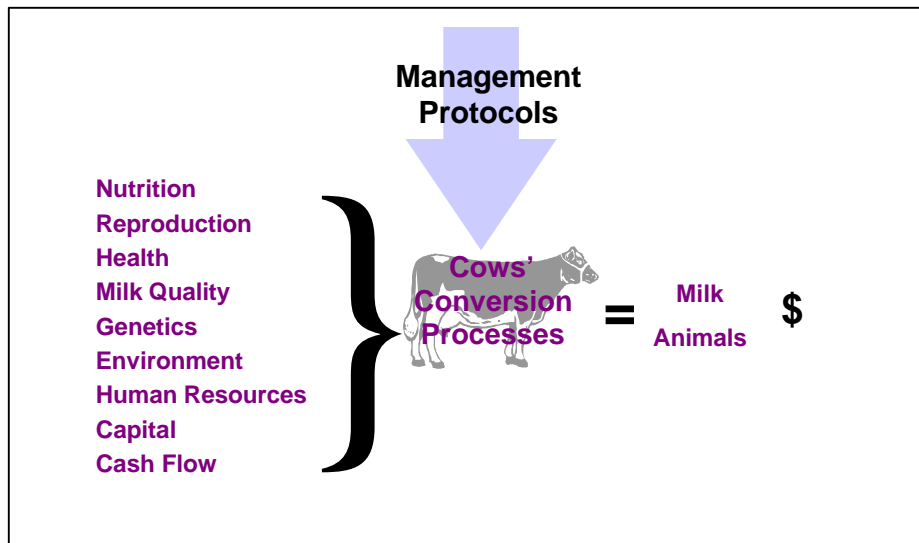 Management
Protocols
Nutrition
Reproduction
Health
Milk Quality
Genetics
Environment
Human Resources
Capital
Cash Flow
Cows’
Conversion
Processes
=
Milk
Animals
$